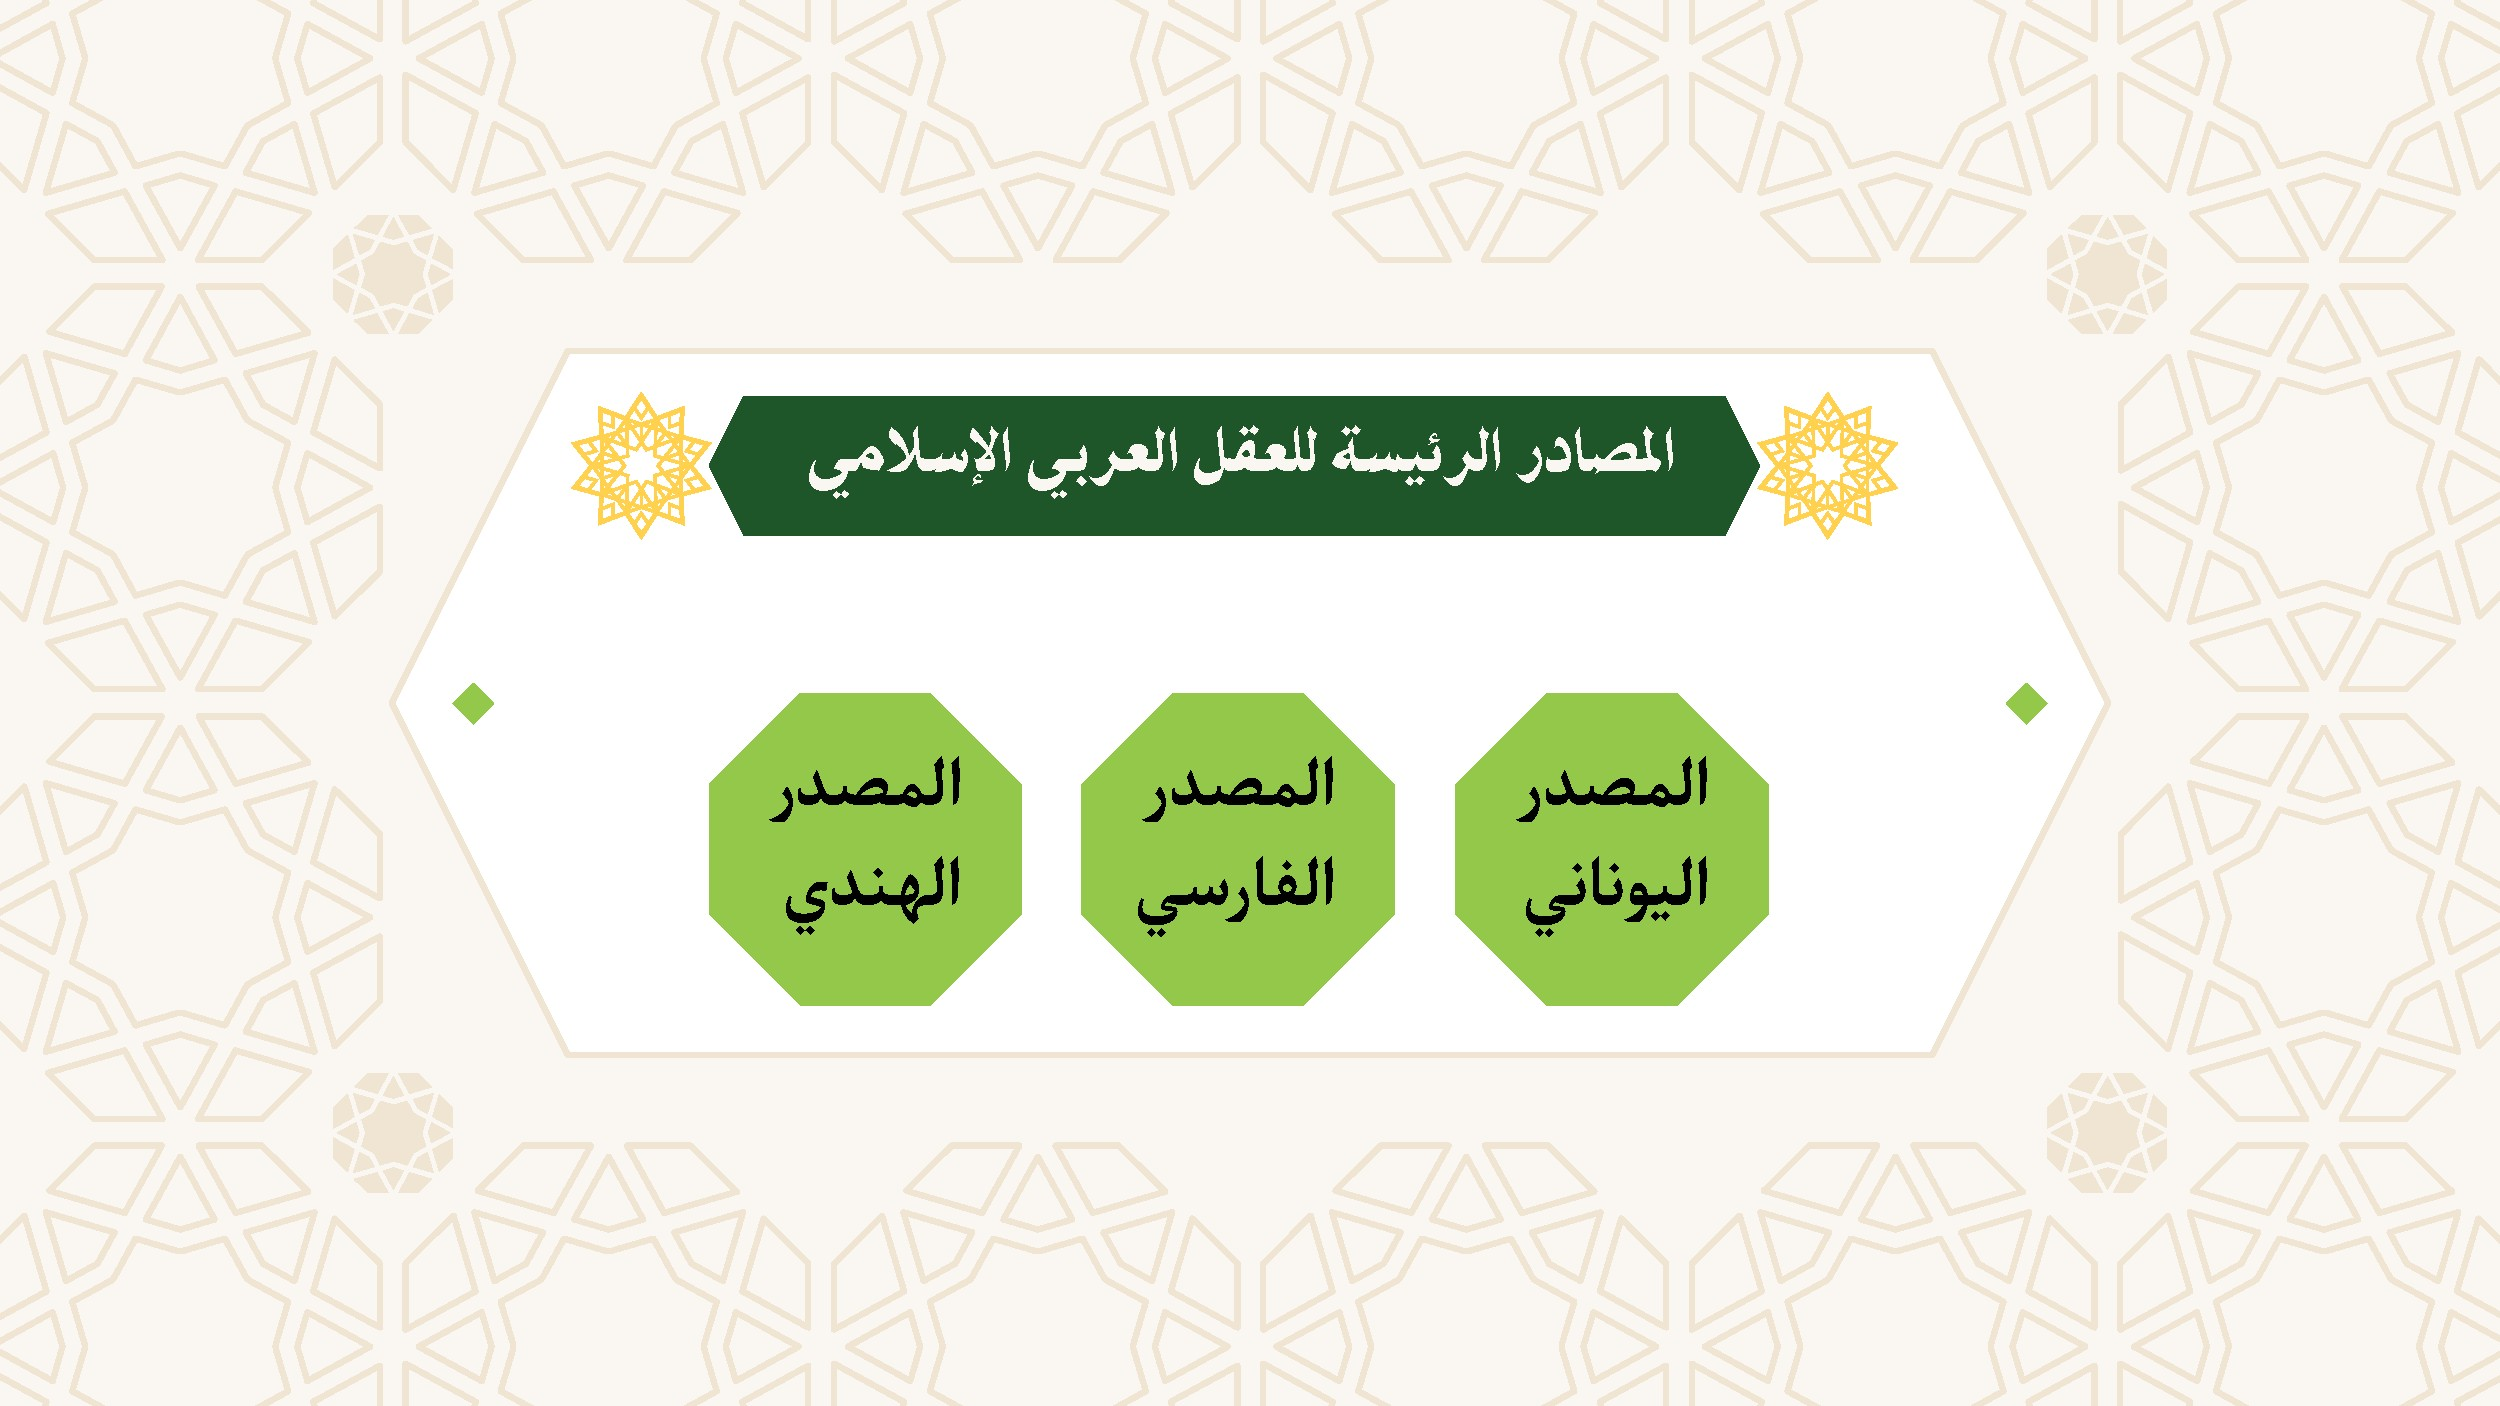 المصادر الرئيسة للعقل العربي الإسلامي
المصدر
اليوناني
المصدر
الفارسي
المصدر
الهندي